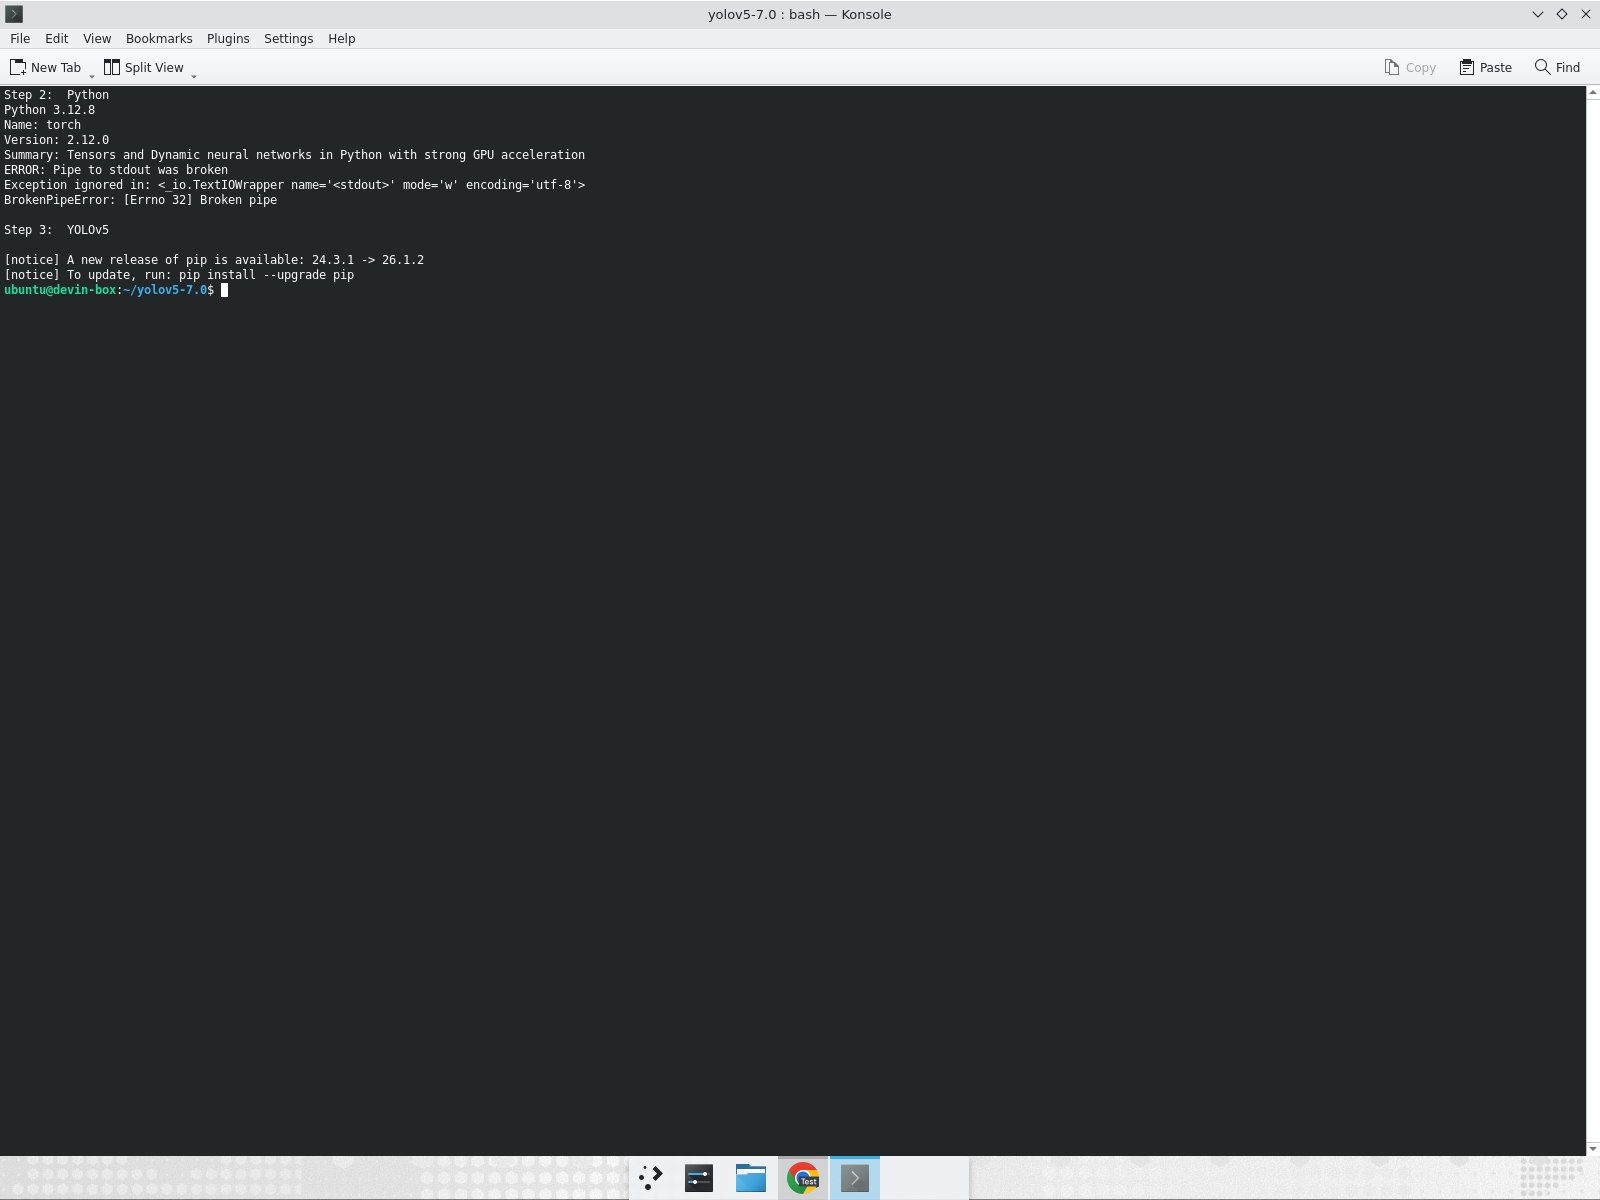 yolov5-7.0 : bash — Konsole
File Edit View Bookmarks Plugins Settings Help
New Tab Split View Copy Paste Find
Step 2:  Python
Python 3.12.8
Name: torch
Version: 2.12.0
Summary: Tensors and Dynamic neural networks in Python with strong GPU acceleration
ERROR: Pipe to stdout was broken
Exception ignored in: <_io.TextIOWrapper name='<stdout>' mode='w' encoding='utf-8'>
BrokenPipeError: [Errno 32] Broken pipe
Step 3:  YOLOv5
[notice] A new release of pip is available: 24.3.1 -> 26.1.2
[notice] To update, run: pip install --upgrade pip
ubuntu@devin-box:~/yolov5-7.0$
Test